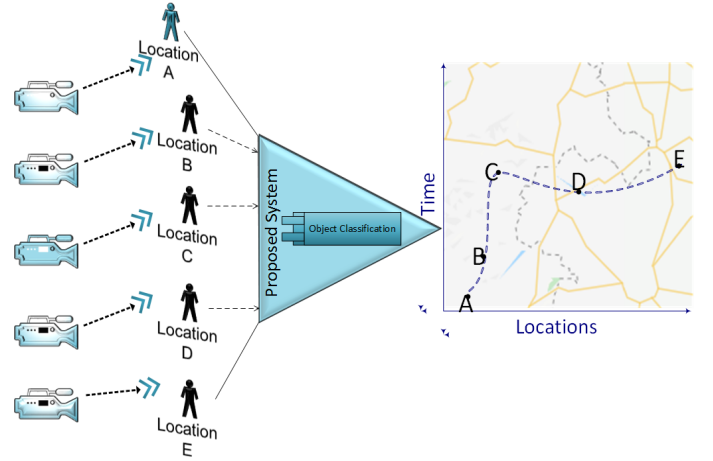 Location
A
Location
B
Location
C
Location
D
Location
E
Proposed System
Object Classification
Time
A
B
C
D
E
Locations